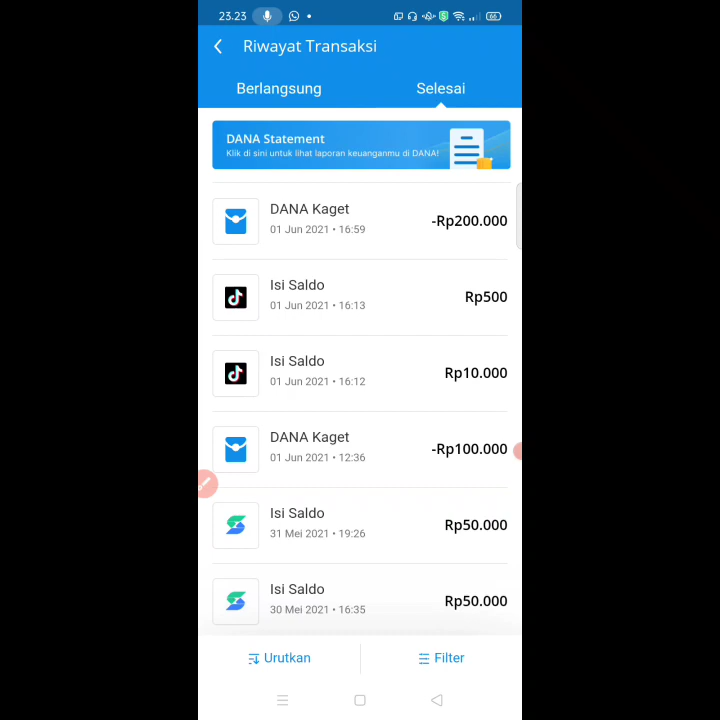 23.23
66
Riwayat Transaksi
Berlangsung
Selesai
DANA Statement
Klik di sini untuk lihat laporan keuanganmu di DANA!
DANA Kaget
01 Jun 2021 • 16:59
-Rp200.000
Isi Saldo
01 Jun 2021 • 16:13
Rp500
Isi Saldo
01 Jun 2021 • 16:12
Rp10.000
DANA Kaget
01 Jun 2021 • 12:36
-Rp100.000
Isi Saldo
31 Mei 2021 • 19:26
Rp50.000
Isi Saldo
30 Mei 2021 • 16:35
Rp50.000
Urutkan
Filter